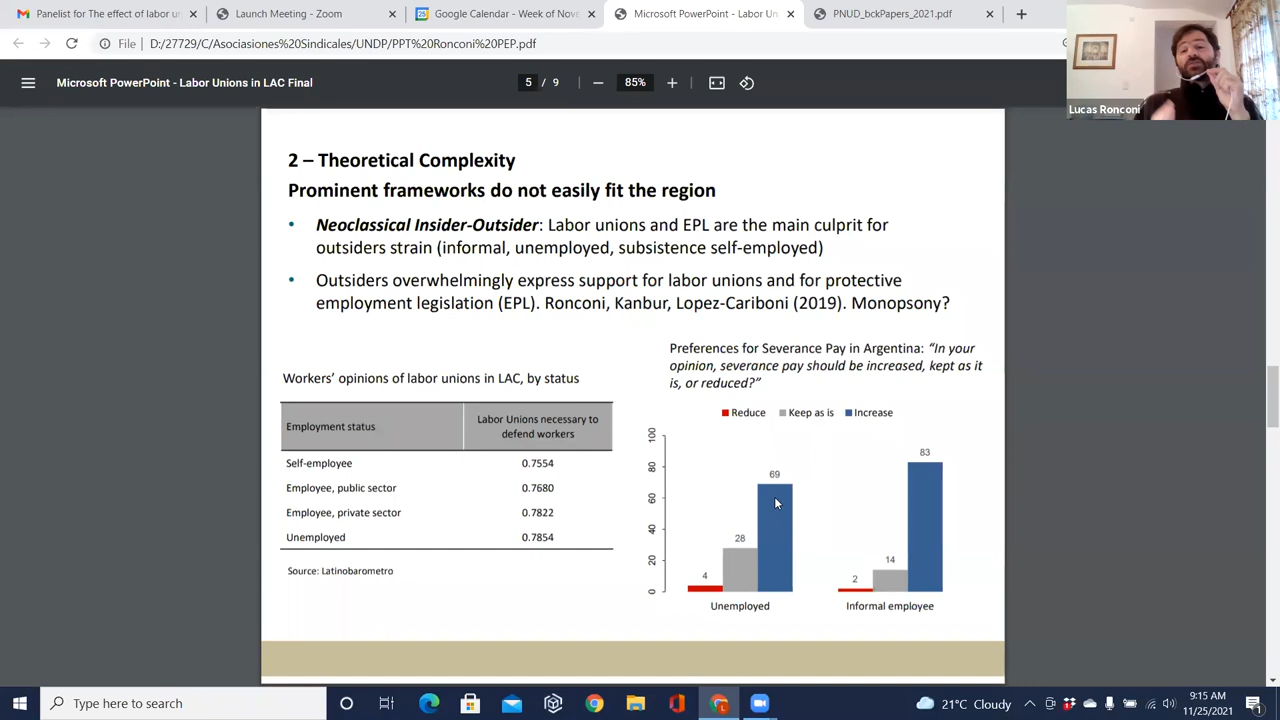 Panelist for The effect of labor ur
Launch Meeting - Zoom
Google Calendar - Week of Nove
Microsoft PowerPoint - Labor Un
PNUD_bckPapers_2021.pdf
File
D:/27729/C/Asociasiones%20Sindicales/UNDP/PPT%20Ronconi%20PEP.pdf
Lucas Ronconi
Microsoft PowerPoint - Labor Unions in LAC Final
5 / 9
85%
2 – Theoretical Complexity
Prominent frameworks do not easily fit the region
• Neoclassical Insider-Outsider: Labor unions and EPL are the main culprit for
outsiders strain (informal, unemployed, subsistence self-employed)
• Outsiders overwhelmingly express support for labor unions and for protective
employment legislation (EPL). Ronconi, Kanbur, Lopez-Cariboni (2019). Monopsony?
Workers' opinions of labor unions in LAC, by status
Employment status
Labor Unions necessary to
defend workers
Self-employee 0.7554
Employee, public sector 0.7680
Employee, private sector 0.7822
Unemployed 0.7854
Source: Latinobarometro
Preferences for Severance Pay in Argentina: "In your
opinion, severance pay should be increased, kept as it
is, or reduced?"
Reduce Keep as is Increase
100
80
60
40
20
0
4
28
69
2
14
83
Unemployed
Informal employee
Type here to search
21°C Cloudy
9:15 AM
11/25/2021
1